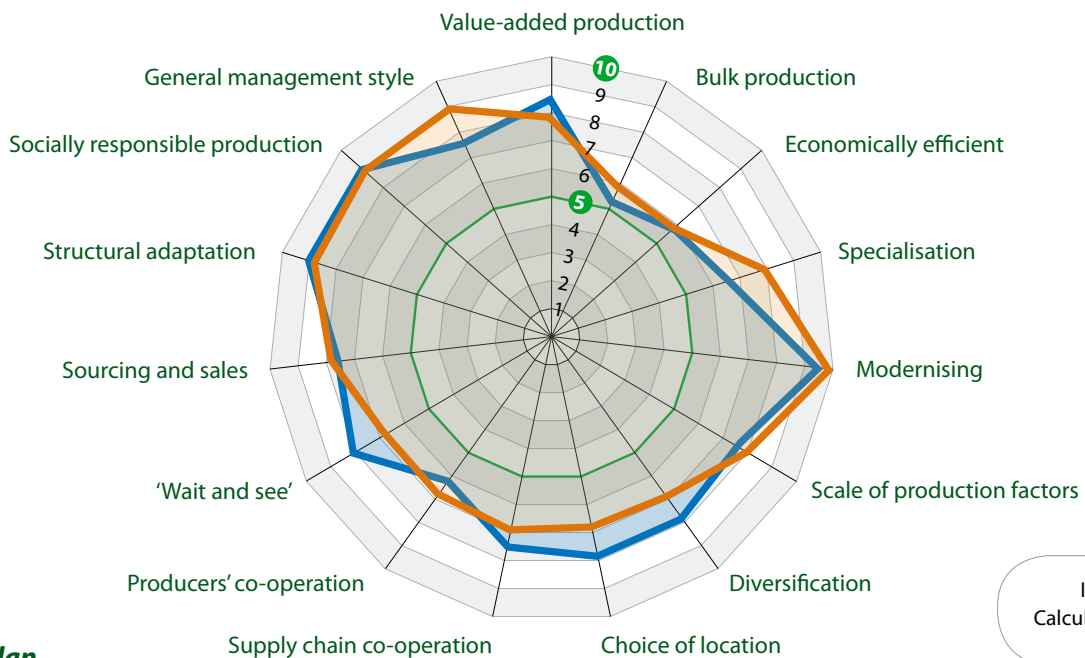 Value-added production
General management style
10
Bulk production
9
8
Socially responsible production
7
Economically efficient
6
5
4
Structural adaptation
3
Specialisation
2
1
Sourcing and sales
Modernising
'Wait and see'
Scale of production factors
Producers' co-operation
Diversification
Supply chain co-operation
Choice of location